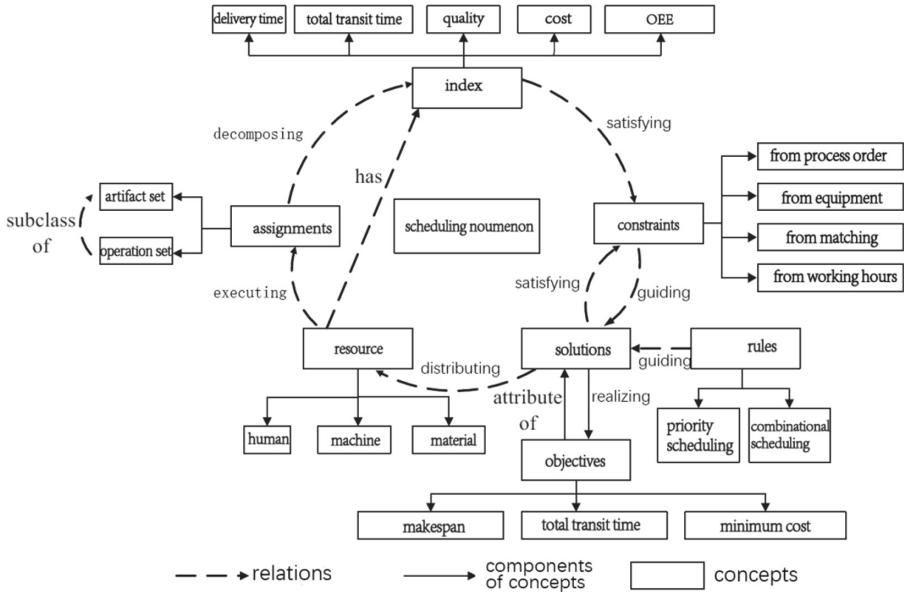 delivery time
total transit time
quality
cost
OEE
index
decomposing
satisfying
has
from process order
from equipment
from matching
from working hours
artifact set
subclass
of
operation set
assignments
scheduling noumenon
constraints
executing
satisfying
guiding
resource
solutions
rules
distributing
guiding
attribute
of
realizing
human
machine
material
priority
scheduling
combinational
scheduling
objectives
makespan
total transit time
minimum cost
relations
components
of concepts
concepts